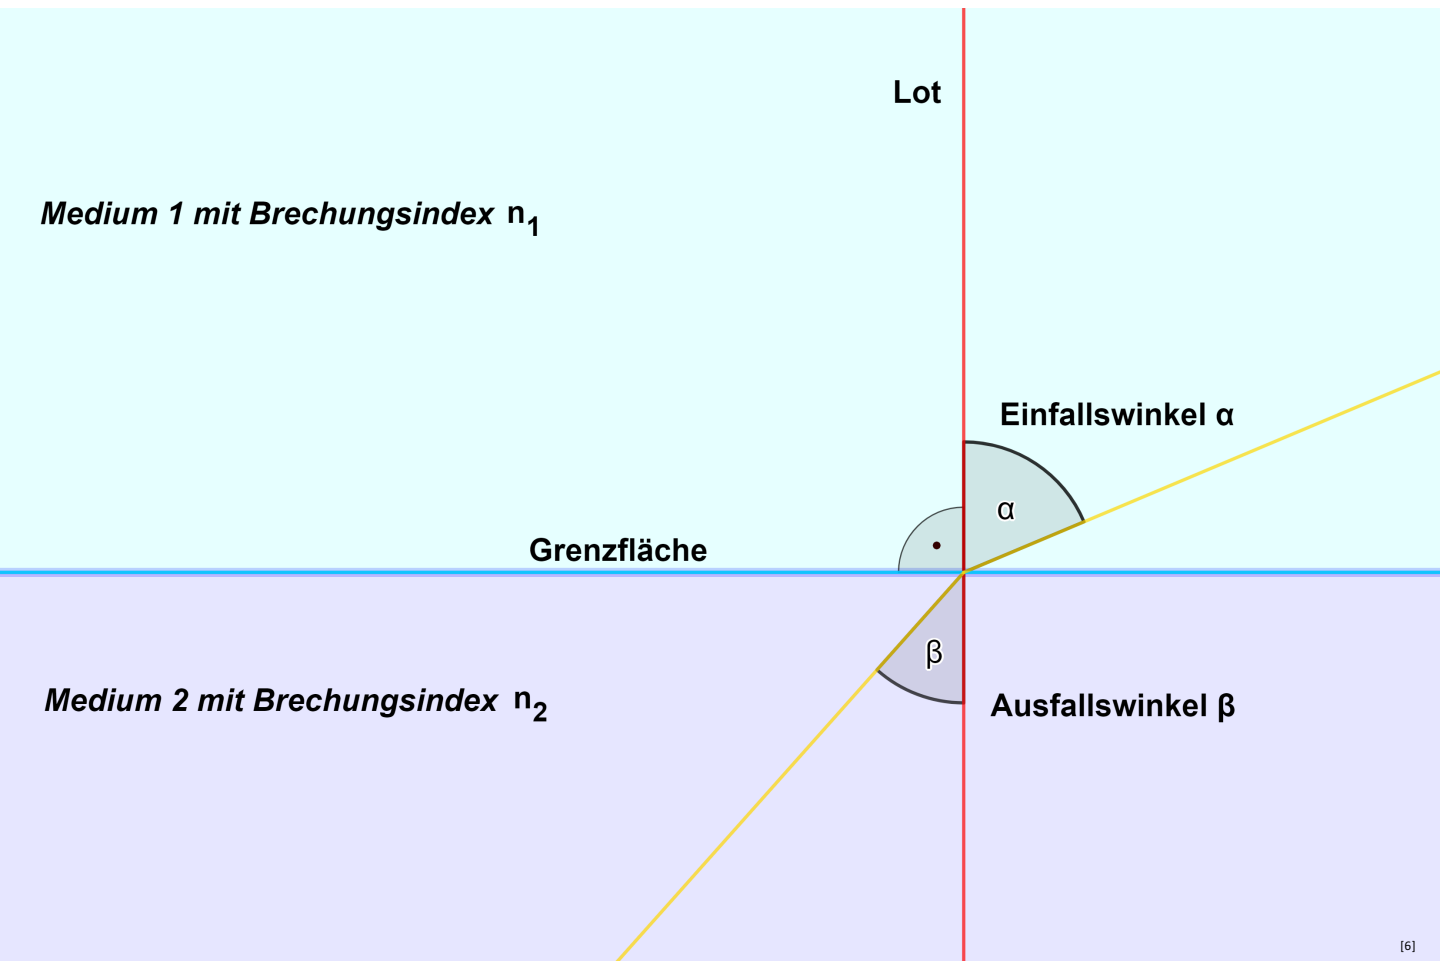 Lot
Medium 1 mit Brechungsindex n₁
Einfallswinkel α
α
Grenzfläche
β
Medium 2 mit Brechungsindex n₂
Ausfallswinkel β
[6]